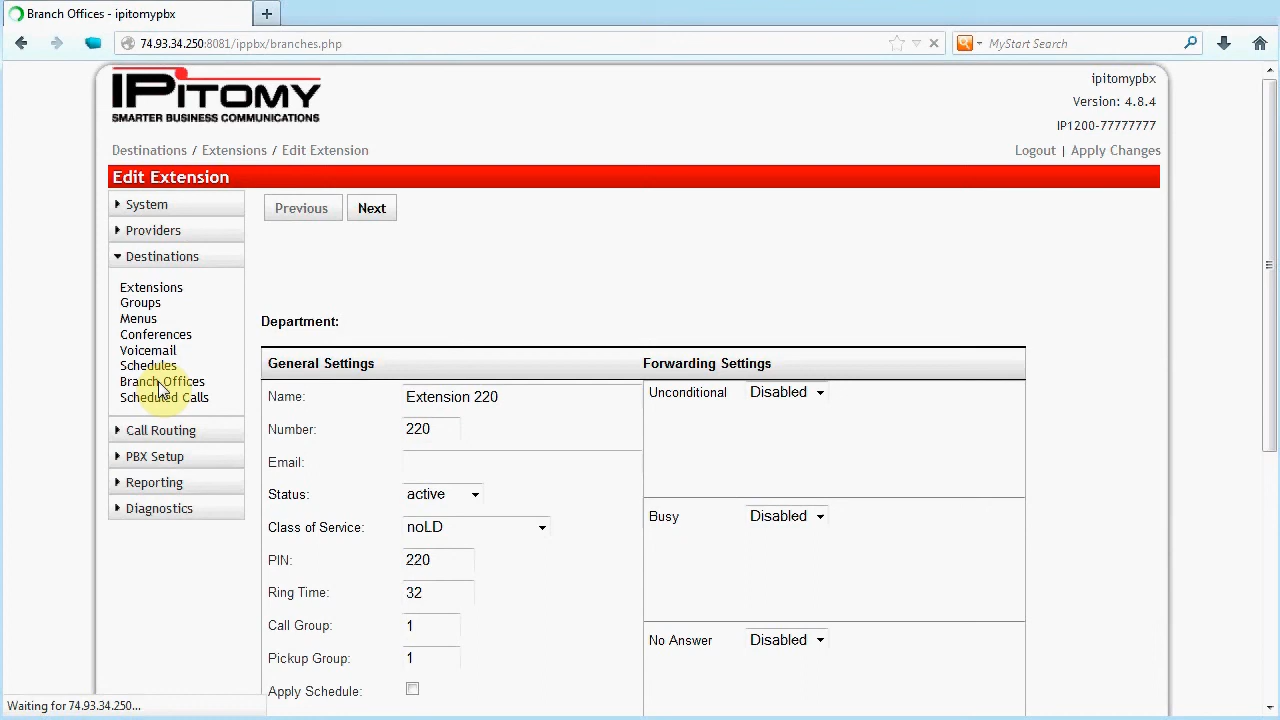 Branch Offices - ipitomypbx
74.93.34.250:8081/ippbx/branches.php
MyStart Search
IPITOMY
SMARTER BUSINESS COMMUNICATIONS
ipitomypbx
Version: 4.8.4
IP1200-77777777
Destinations / Extensions / Edit Extension
Logout | Apply Changes
Edit Extension
System
Providers
Destinations
Extensions
Groups
Menus
Conferences
Voicemail
Schedules
Branch Offices
Scheduled Calls
Call Routing
PBX Setup
Reporting
Diagnostics
Previous
Next
Department:
General Settings
Name: Extension 220
Number: 220
Email:
Status: active
Class of Service: noLD
PIN: 220
Ring Time: 32
Call Group: 1
Pickup Group: 1
Apply Schedule:
Forwarding Settings
Unconditional Disabled
Busy Disabled
No Answer Disabled
Waiting for 74.93.34.250...